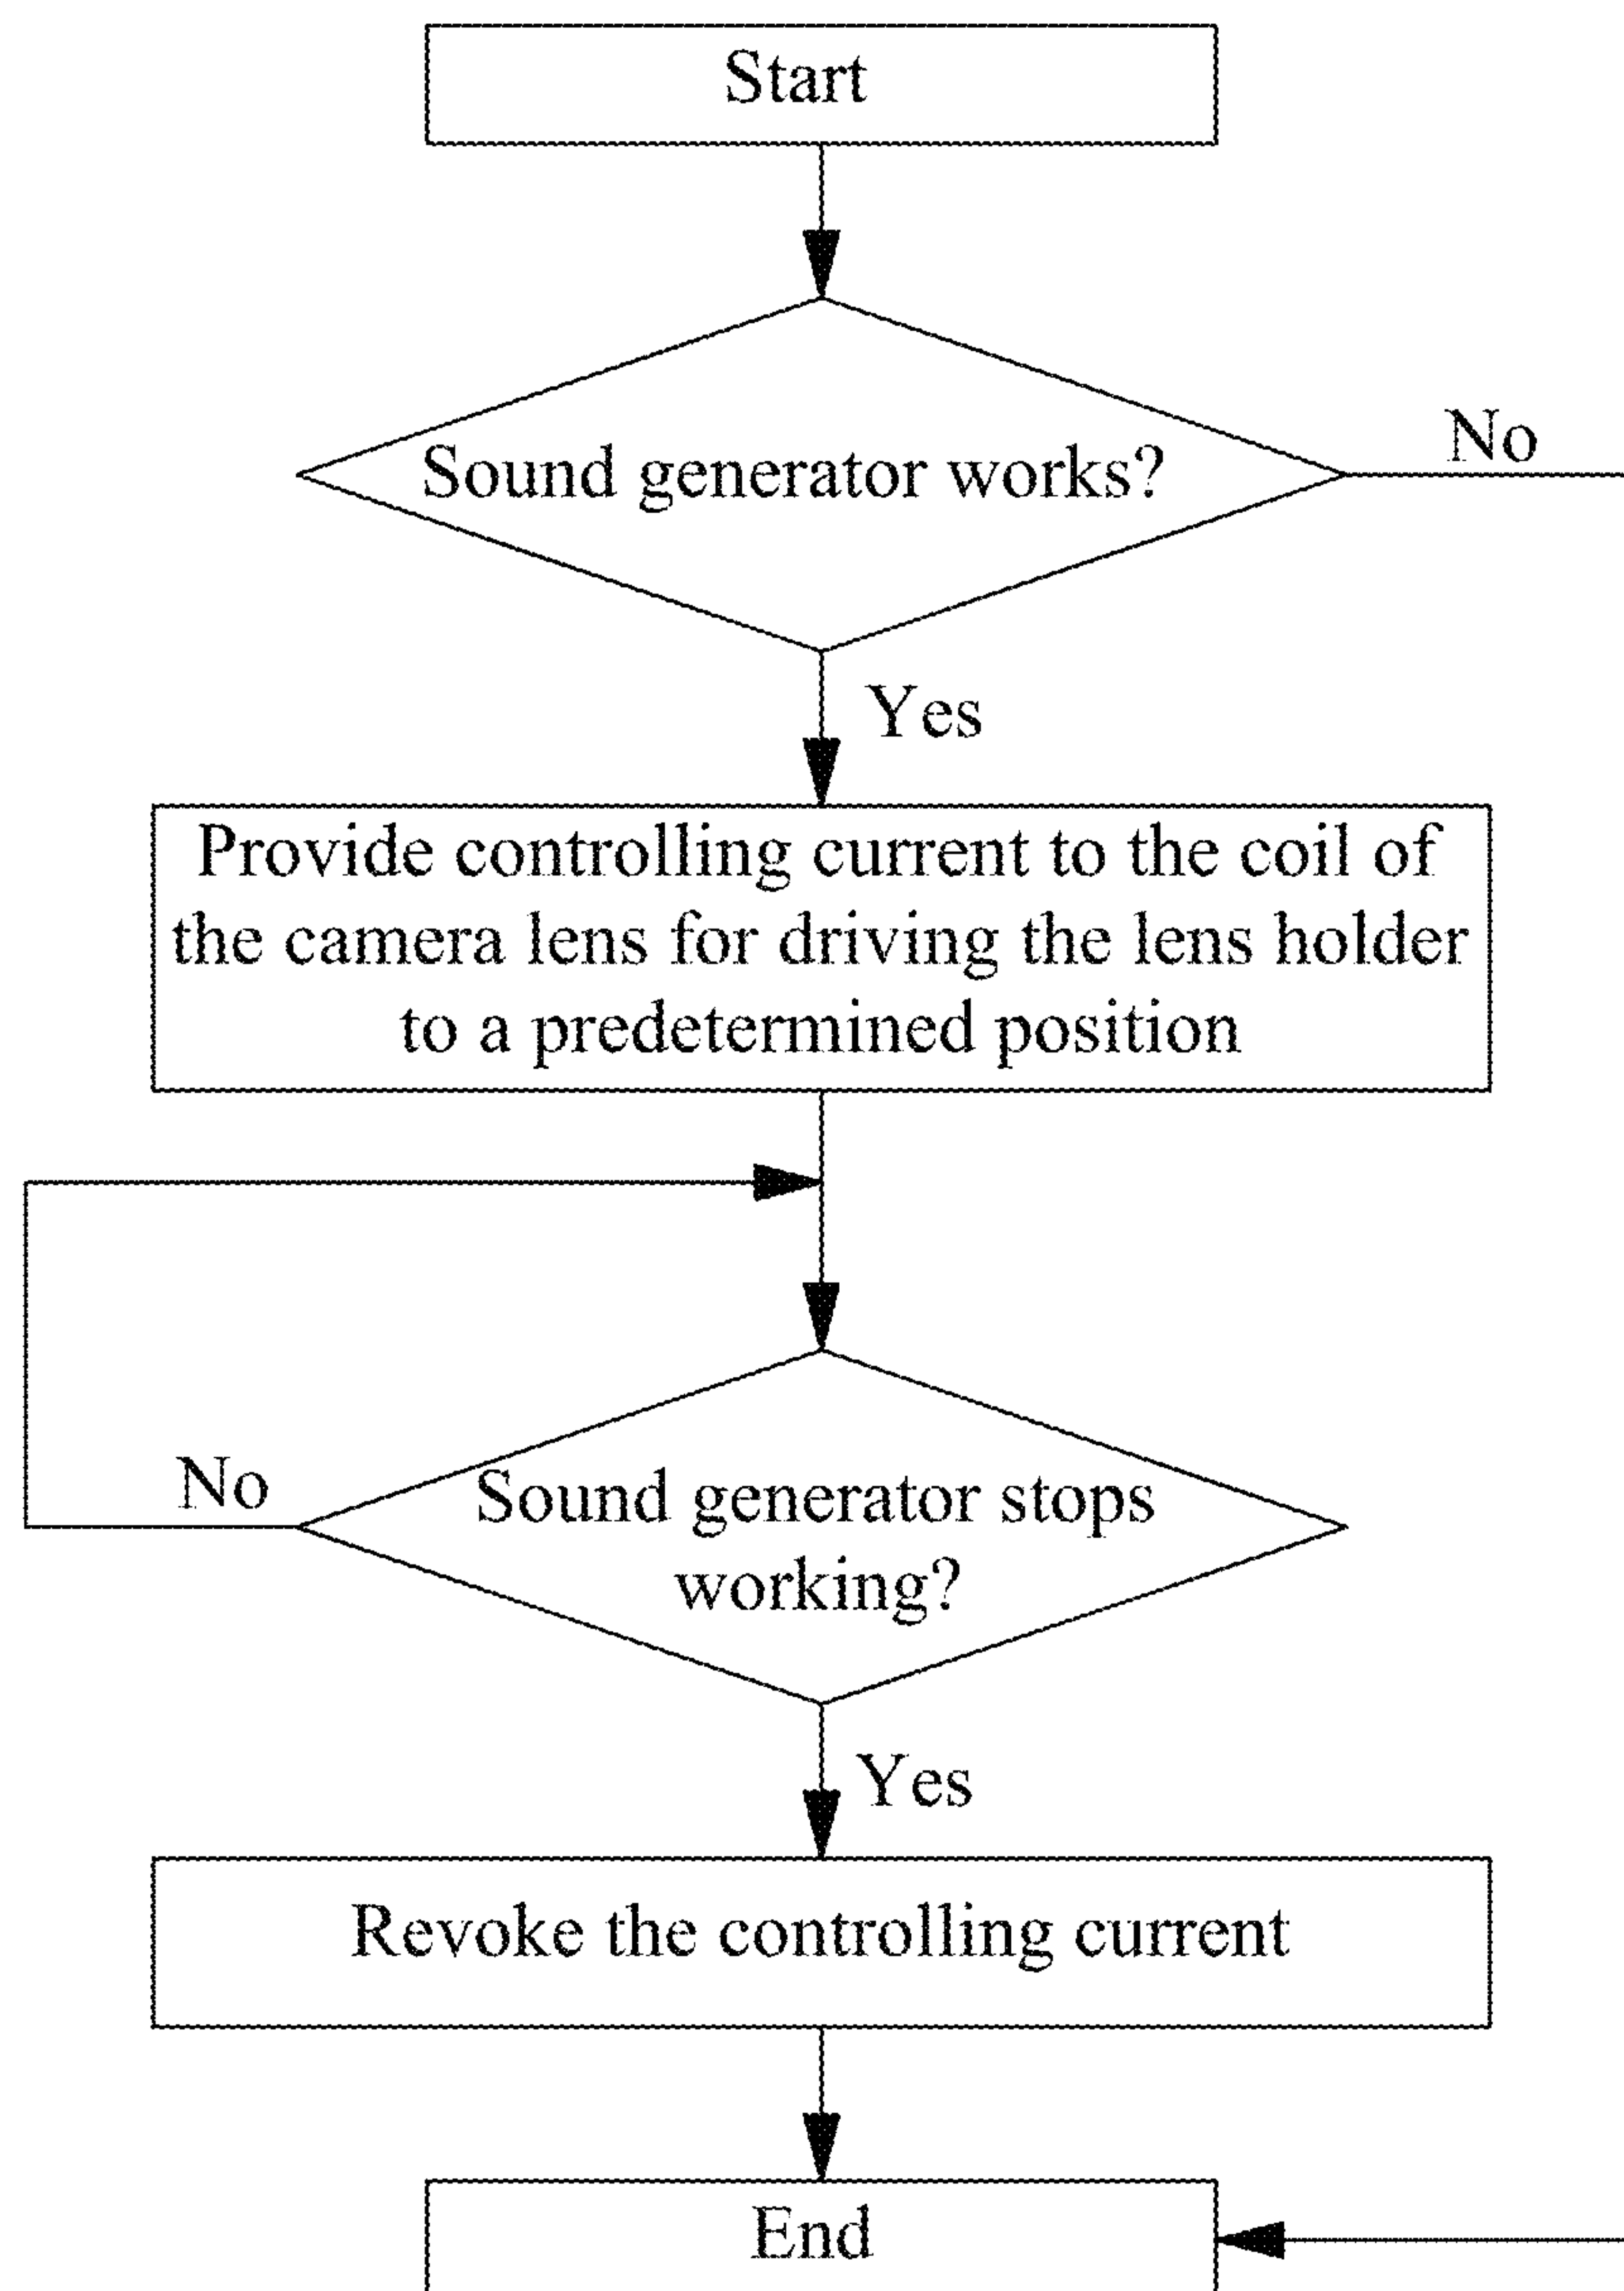 Start
Sound generator works?
No
Yes
Provide controlling current to the coil of
the camera lens for driving the lens holder
to a predetermined position
No
Sound generator stops
working?
Yes
Revoke the controlling current
End